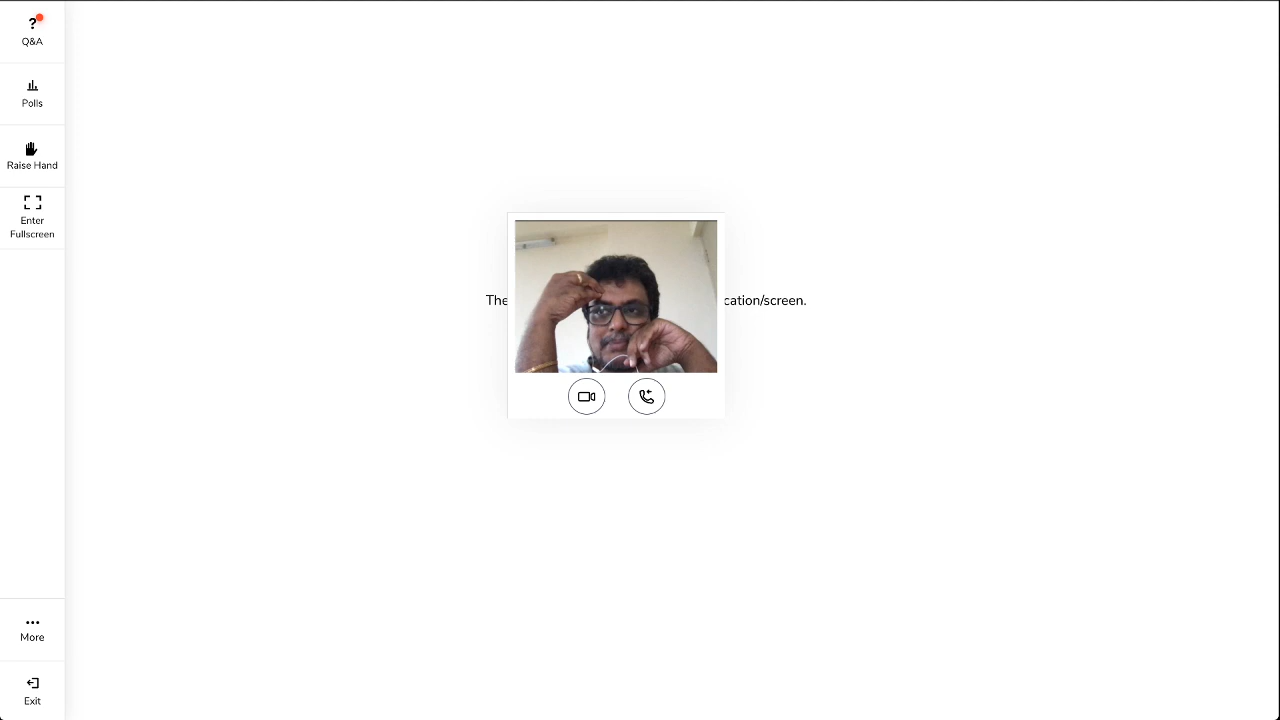 ?
Q&A
Polls
Raise Hand
Enter
Fullscreen
The
cation/screen.
More
Exit